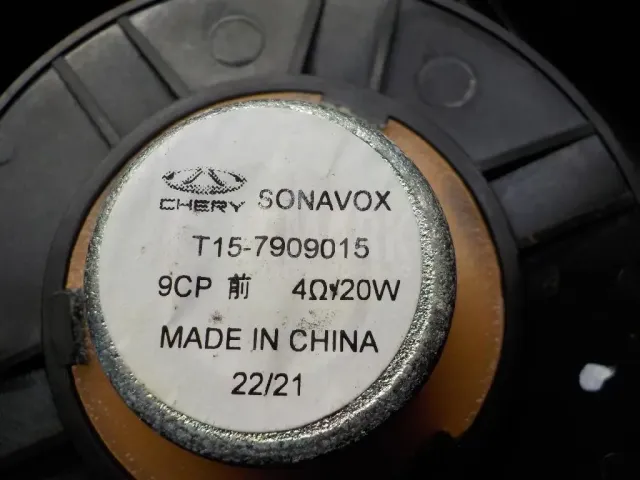 CHERY SONAVOX
T15-7909015
9CP 前 4Ω/20W
MADE IN CHINA
22/21